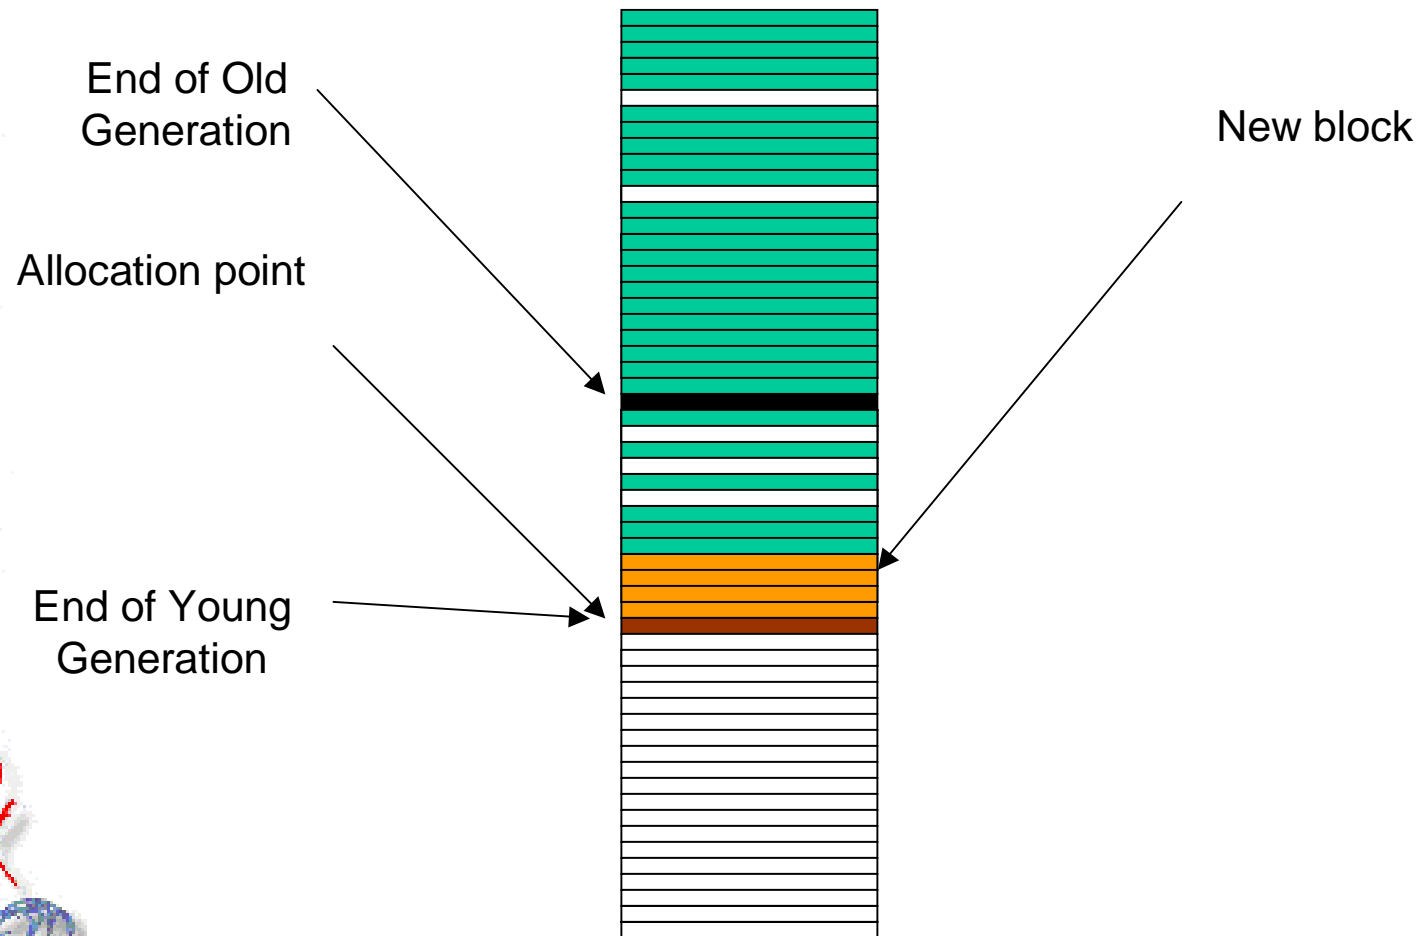 End of Old
Generation
New block
Allocation point
End of Young
Generation